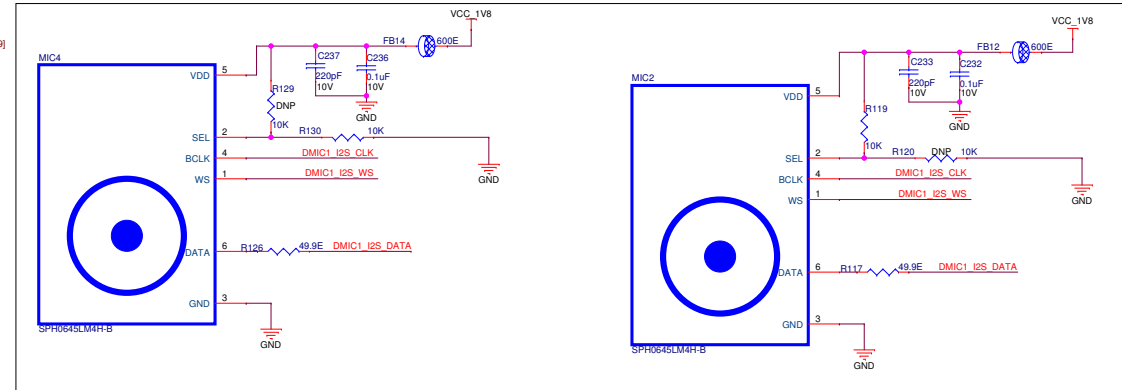 9]
MIC4
VCC_1V8
FB14
600E
C237
220pF
10V
C236
0.1uF
10V
GND
VDD
5
R129
DNP
10K
SEL
2
R130
10K
GND
BCLK
4
DMIC1_I2S_CLK
WS
1
DMIC1_I2S_WS
DATA
6
R126
49.9E
DMIC1_I2S_DATA
GND
3
GND
SPH0645LM4H-B
MIC2
VCC_1V8
FB12
600E
C233
220pF
10V
C232
0.1uF
10V
GND
VDD
5
R119
10K
SEL
2
R120
DNP
10K
GND
BCLK
4
DMIC1_I2S_CLK
WS
1
DMIC1_I2S_WS
DATA
6
R117
49.9E
DMIC1_I2S_DATA
GND
3
GND
SPH0645LM4H-B